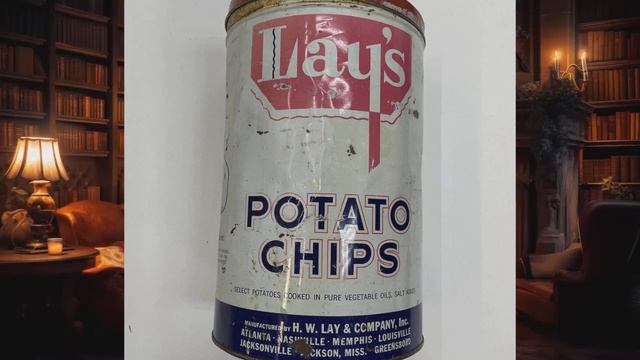 Lay's
POTATO
CHIPS
SELECT POTATOES COOKED IN PURE VEGETABLE OILS, SALT ADDED
MANUFACTURED BY H. W. LAY & COMPANY, Inc.
ATLANTA · NASHVILLE · MEMPHIS · LOUISVILLE
JACKSONVILLE · JACKSON, MISS. · GREENSBORO